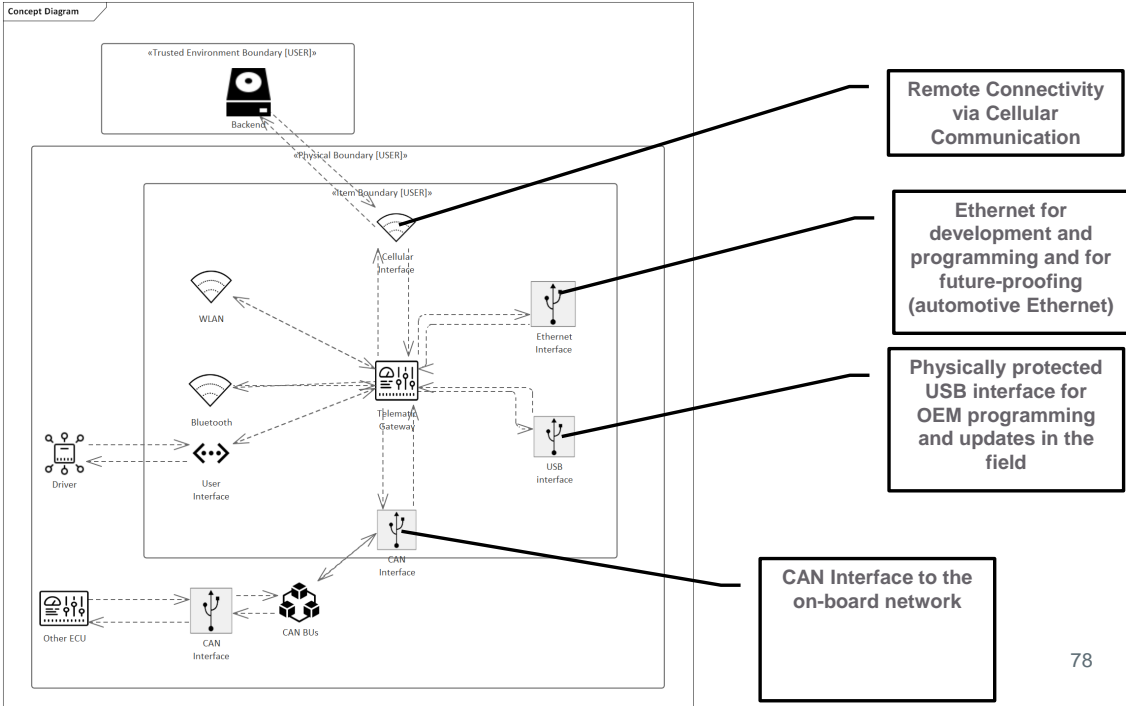 Concept Diagram
«Trusted Environment Boundary [USER]»
Backend
«Physical Boundary [USER]»
«Item Boundary [USER]»
Cellular
Interface
WLAN
Ethernet
Interface
Bluetooth
Telematic
Gateway
Driver
User
Interface
USB
interface
CAN
Interface
Other ECU
CAN
Interface
CAN BUs
Remote Connectivity
via Cellular
Communication
Ethernet for
development and
programming and for
future-proofing
(automotive Ethernet)
Physically protected
USB interface for
OEM programming
and updates in the
field
CAN Interface to the
on-board network
78